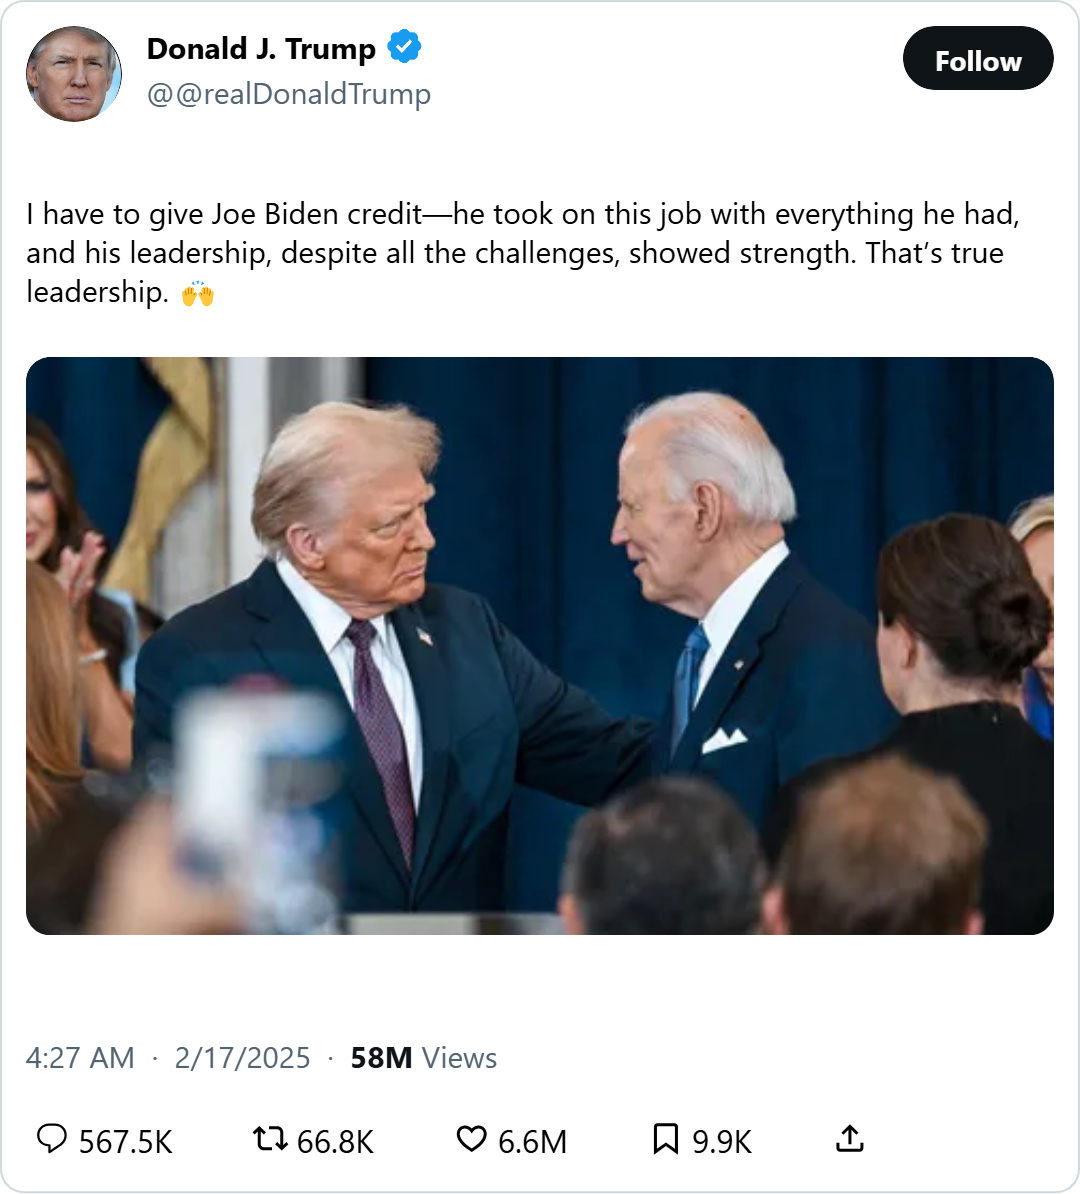 Donald J. Trump
@@realDonaldTrump
Follow
I have to give Joe Biden credit—he took on this job with everything he had,
and his leadership, despite all the challenges, showed strength. That’s true
leadership. 🙌
4:27 AM · 2/17/2025 · 58M Views
567.5K 66.8K 6.6M 9.9K